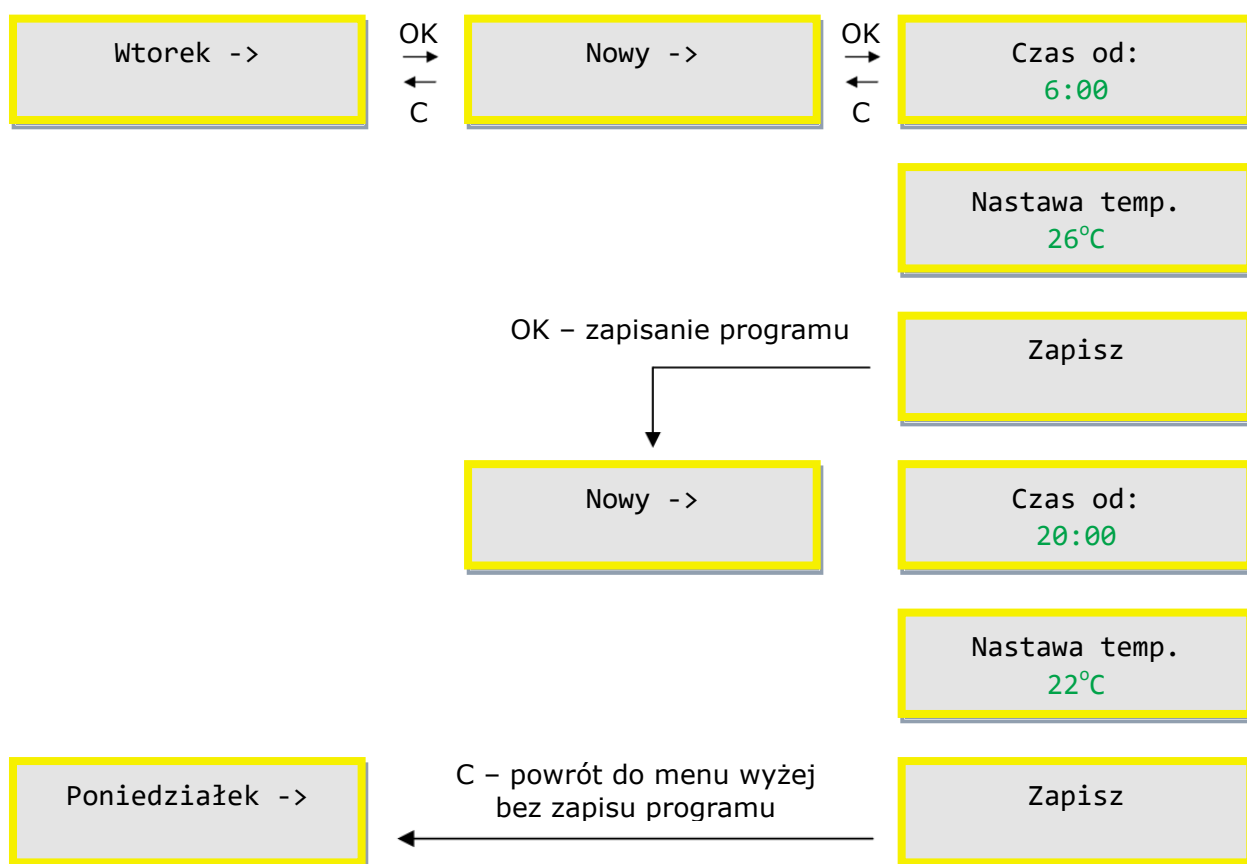 Wtorek ->
OK
C
Nowy ->
OK
C
Czas od:
6:00
Nastawa temp.
26°C
OK – zapisanie programu
Zapisz
Nowy ->
Czas od:
20:00
Nastawa temp.
22°C
Poniedziałek ->
C – powrót do menu wyżej
bez zapisu programu
Zapisz